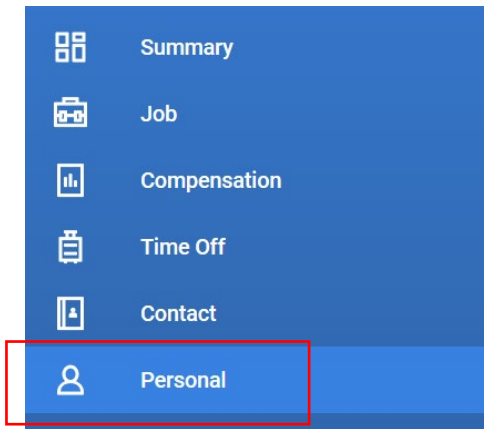 Summary
Job
Compensation
Time Off
Contact
Personal